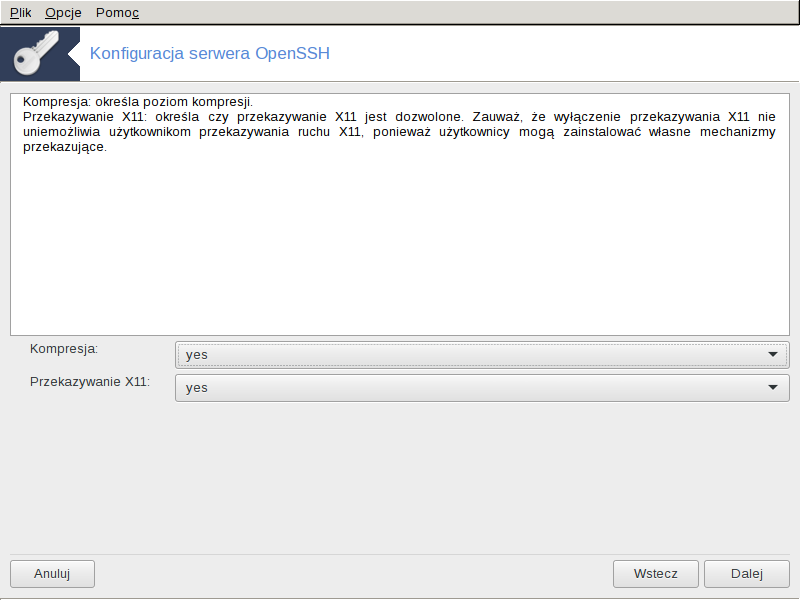 Plik Opcje Pomoc
Konfiguracja serwera OpenSSH
Kompresja: określa poziom kompresji.
Przekazywanie X11: określa czy przekazywanie X11 jest dozwolone. Zauważ, że wyłączenie przekazywania X11 nie
uniemożliwia użytkownikom przekazywania ruchu X11, ponieważ użytkownicy mogą zainstalować własne mechanizmy
przekazujące.
Kompresja: yes
Przekazywanie X11: yes
Anuluj Wstecz Dalej